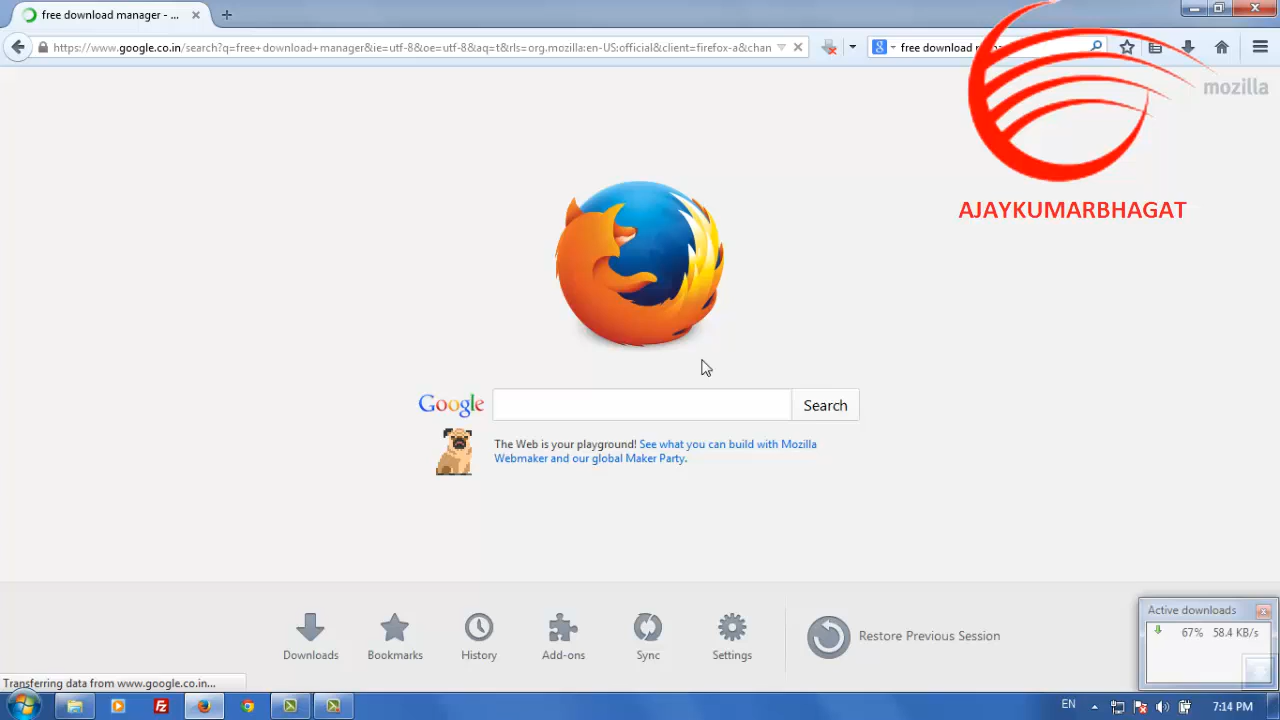 free download manager - ...
https://www.google.co.in/search?q=free+download+manager&ie=utf-8&oe=utf-8&aq=t&rls=org.mozilla:en-US:official&client=firefox-a&chan
free download
mozilla
AJAYKUMARBHAGAT
Google
Search
The Web is your playground! See what you can build with Mozilla
Webmaker and our global Maker Party.
Downloads
Bookmarks
History
Add-ons
Sync
Settings
Restore Previous Session
Active downloads
67% 58.4 KB/s
Transferring data from www.google.co.in...
EN
7:14 PM